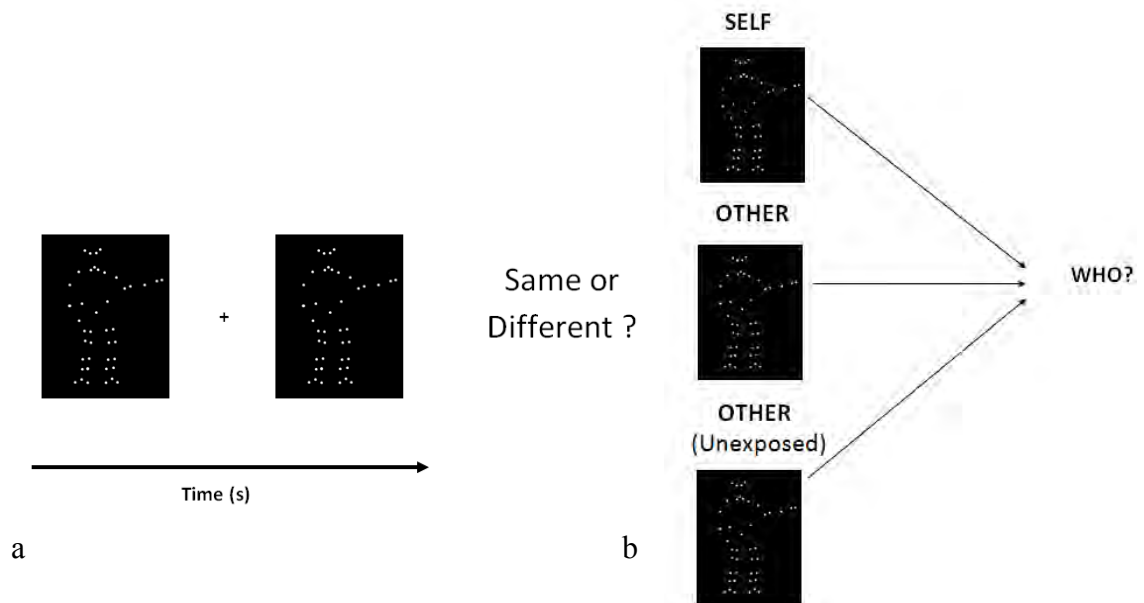 +
Time (s)
Same or
Different ?
a
SELF
OTHER
OTHER
(Unexposed)
WHO?
b